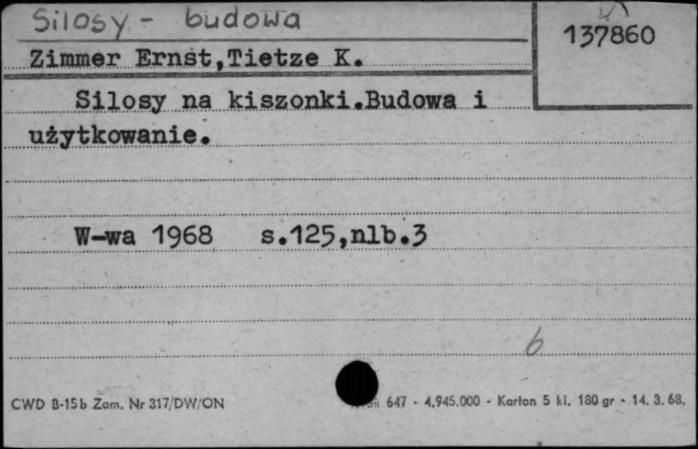 Silosy - budowa
137860
Zimmer Ernst,Tietze K.
Silosy na kiszonki.Budowa i
użytkowanie.
W-wa 1968 s.125,nlb.3
6
CWD B-15b Zam. Nr 317/DW/ON 647 - 4.945.000 - Karton 5 kl. 180 gr - 14. 3. 68.